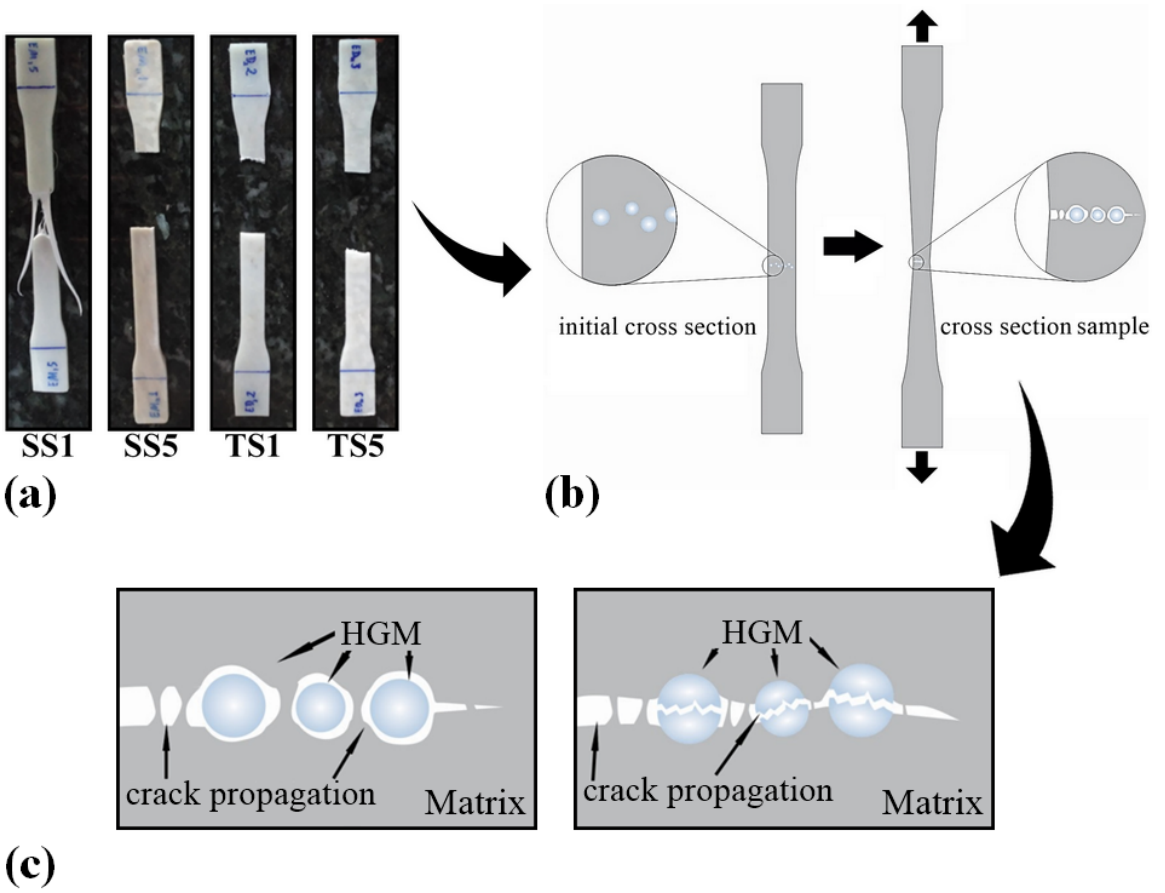 SS1
SS5
TS1
TS5
(a)
initial cross section
cross section sample
(b)
HGM
crack propagation
Matrix
HGM
crack propagation
Matrix
(c)